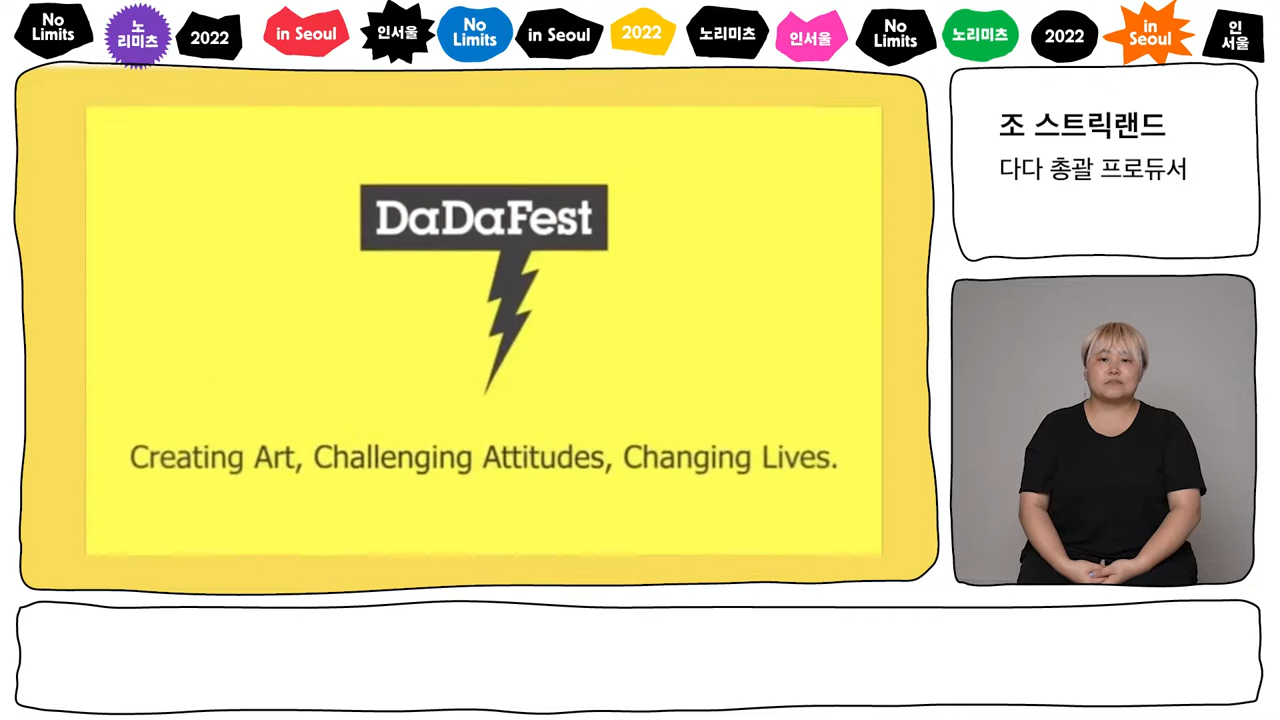 No Limits
노리미츠
2022
in Seoul
인서울
No Limits
in Seoul
2022
노리미츠
인서울
No Limits
노리미츠
2022
in Seoul
인서울
DaDaFest
Creating Art, Challenging Attitudes, Changing Lives.
조 스트릭랜드
다다 총괄 프로듀서